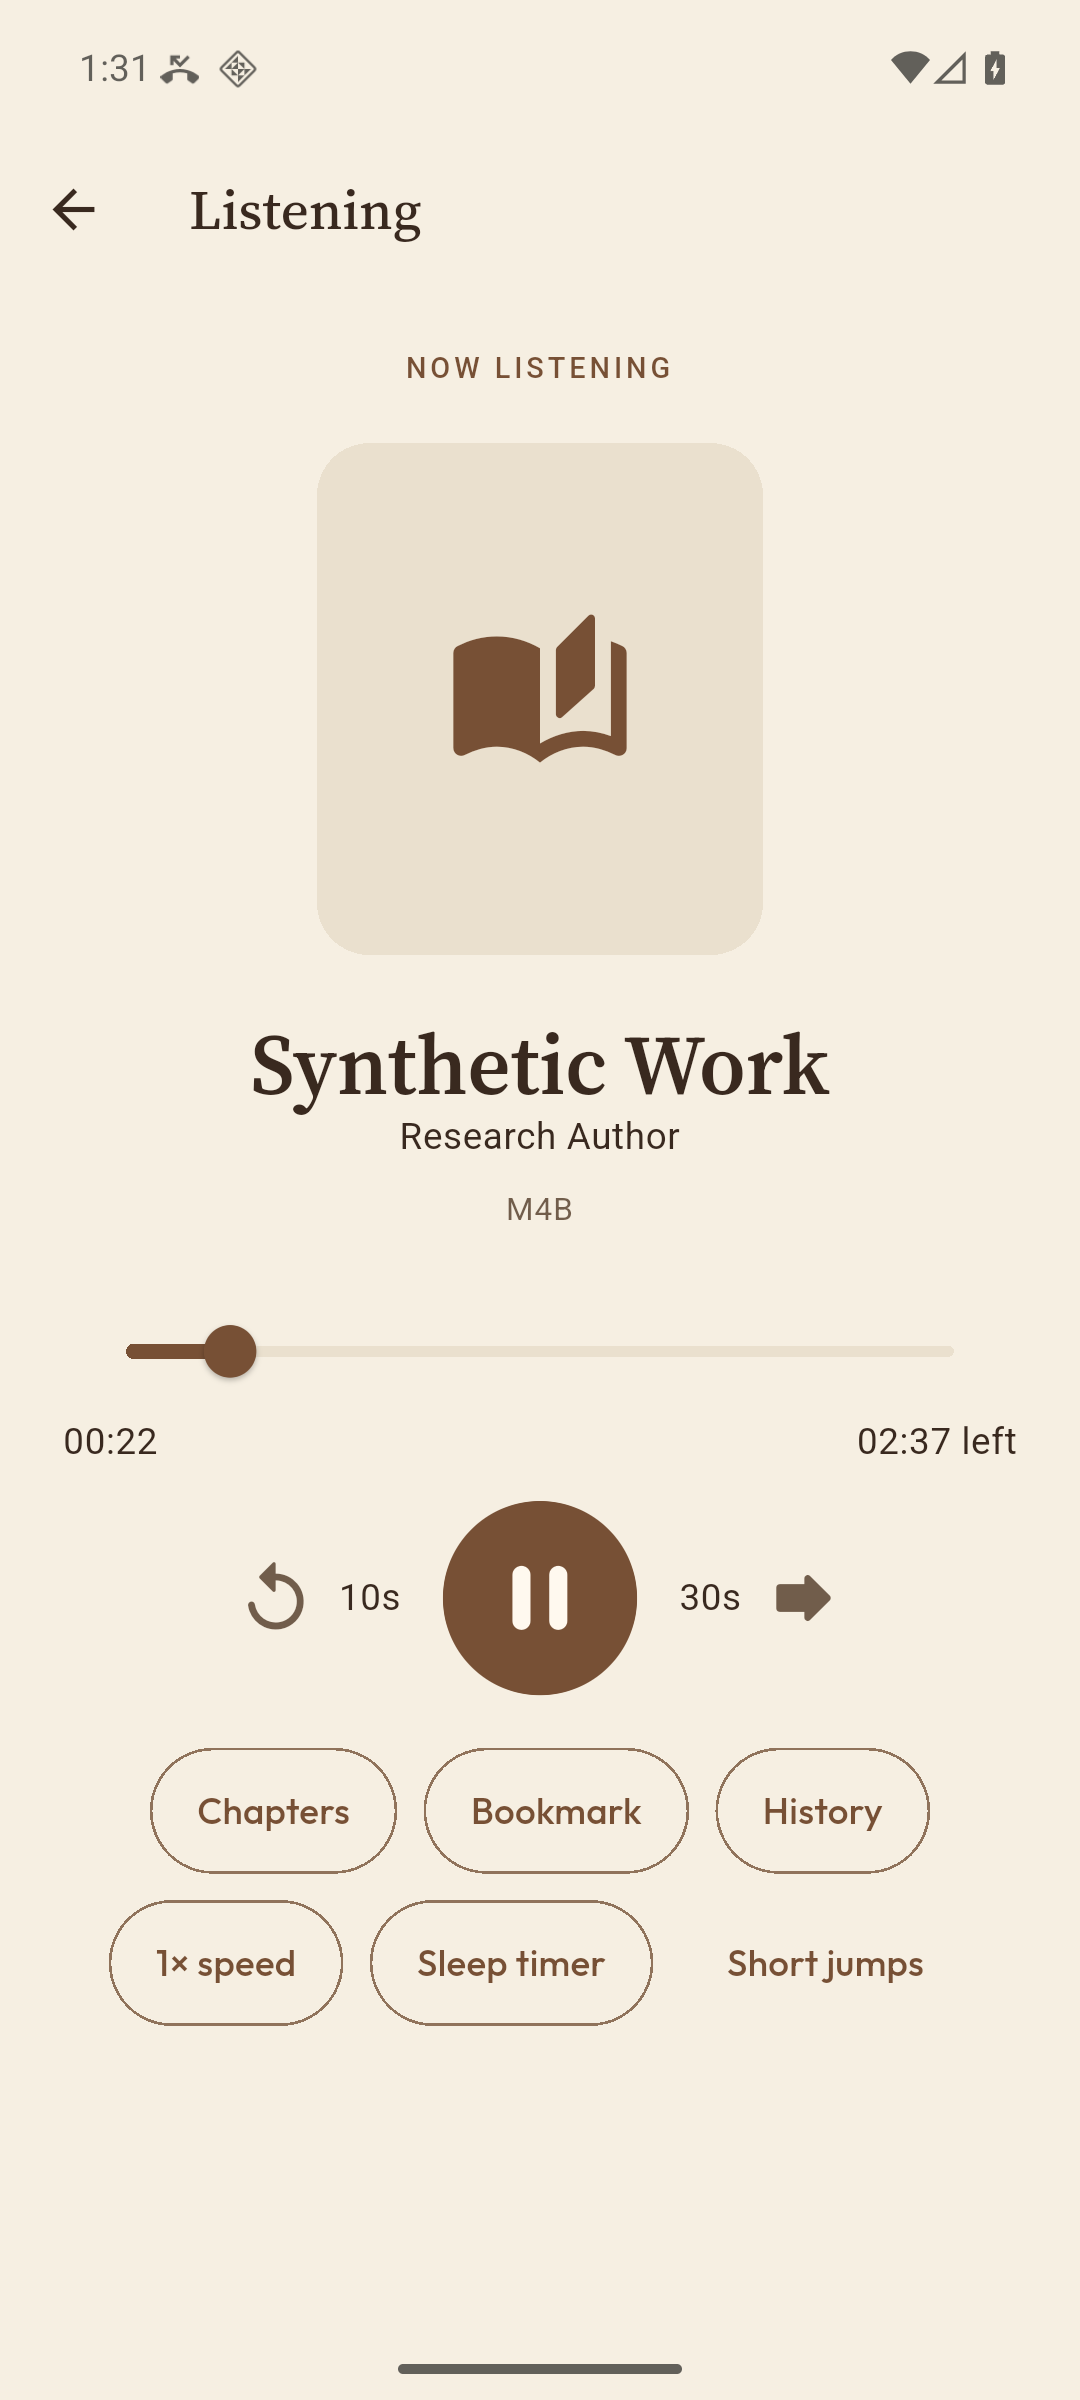 1:31
Listening
NOW LISTENING
Synthetic Work
Research Author
M4B
00:22 02:37 left
10s 30s
Chapters Bookmark History
1× speed Sleep timer Short jumps